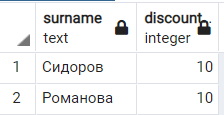 surname discount
text integer
1 Сидоров 10
2 Романова 10